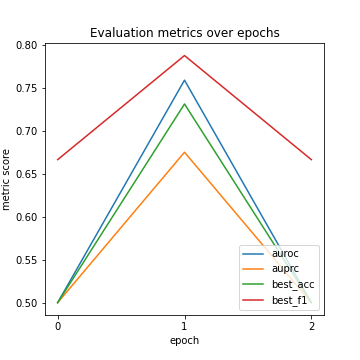 Evaluation metrics over epochs
metric score
0.80
0.75
0.70
0.65
0.60
0.55
0.50
auroc
auprc
best_acc
best_f1
0 1 2
epoch